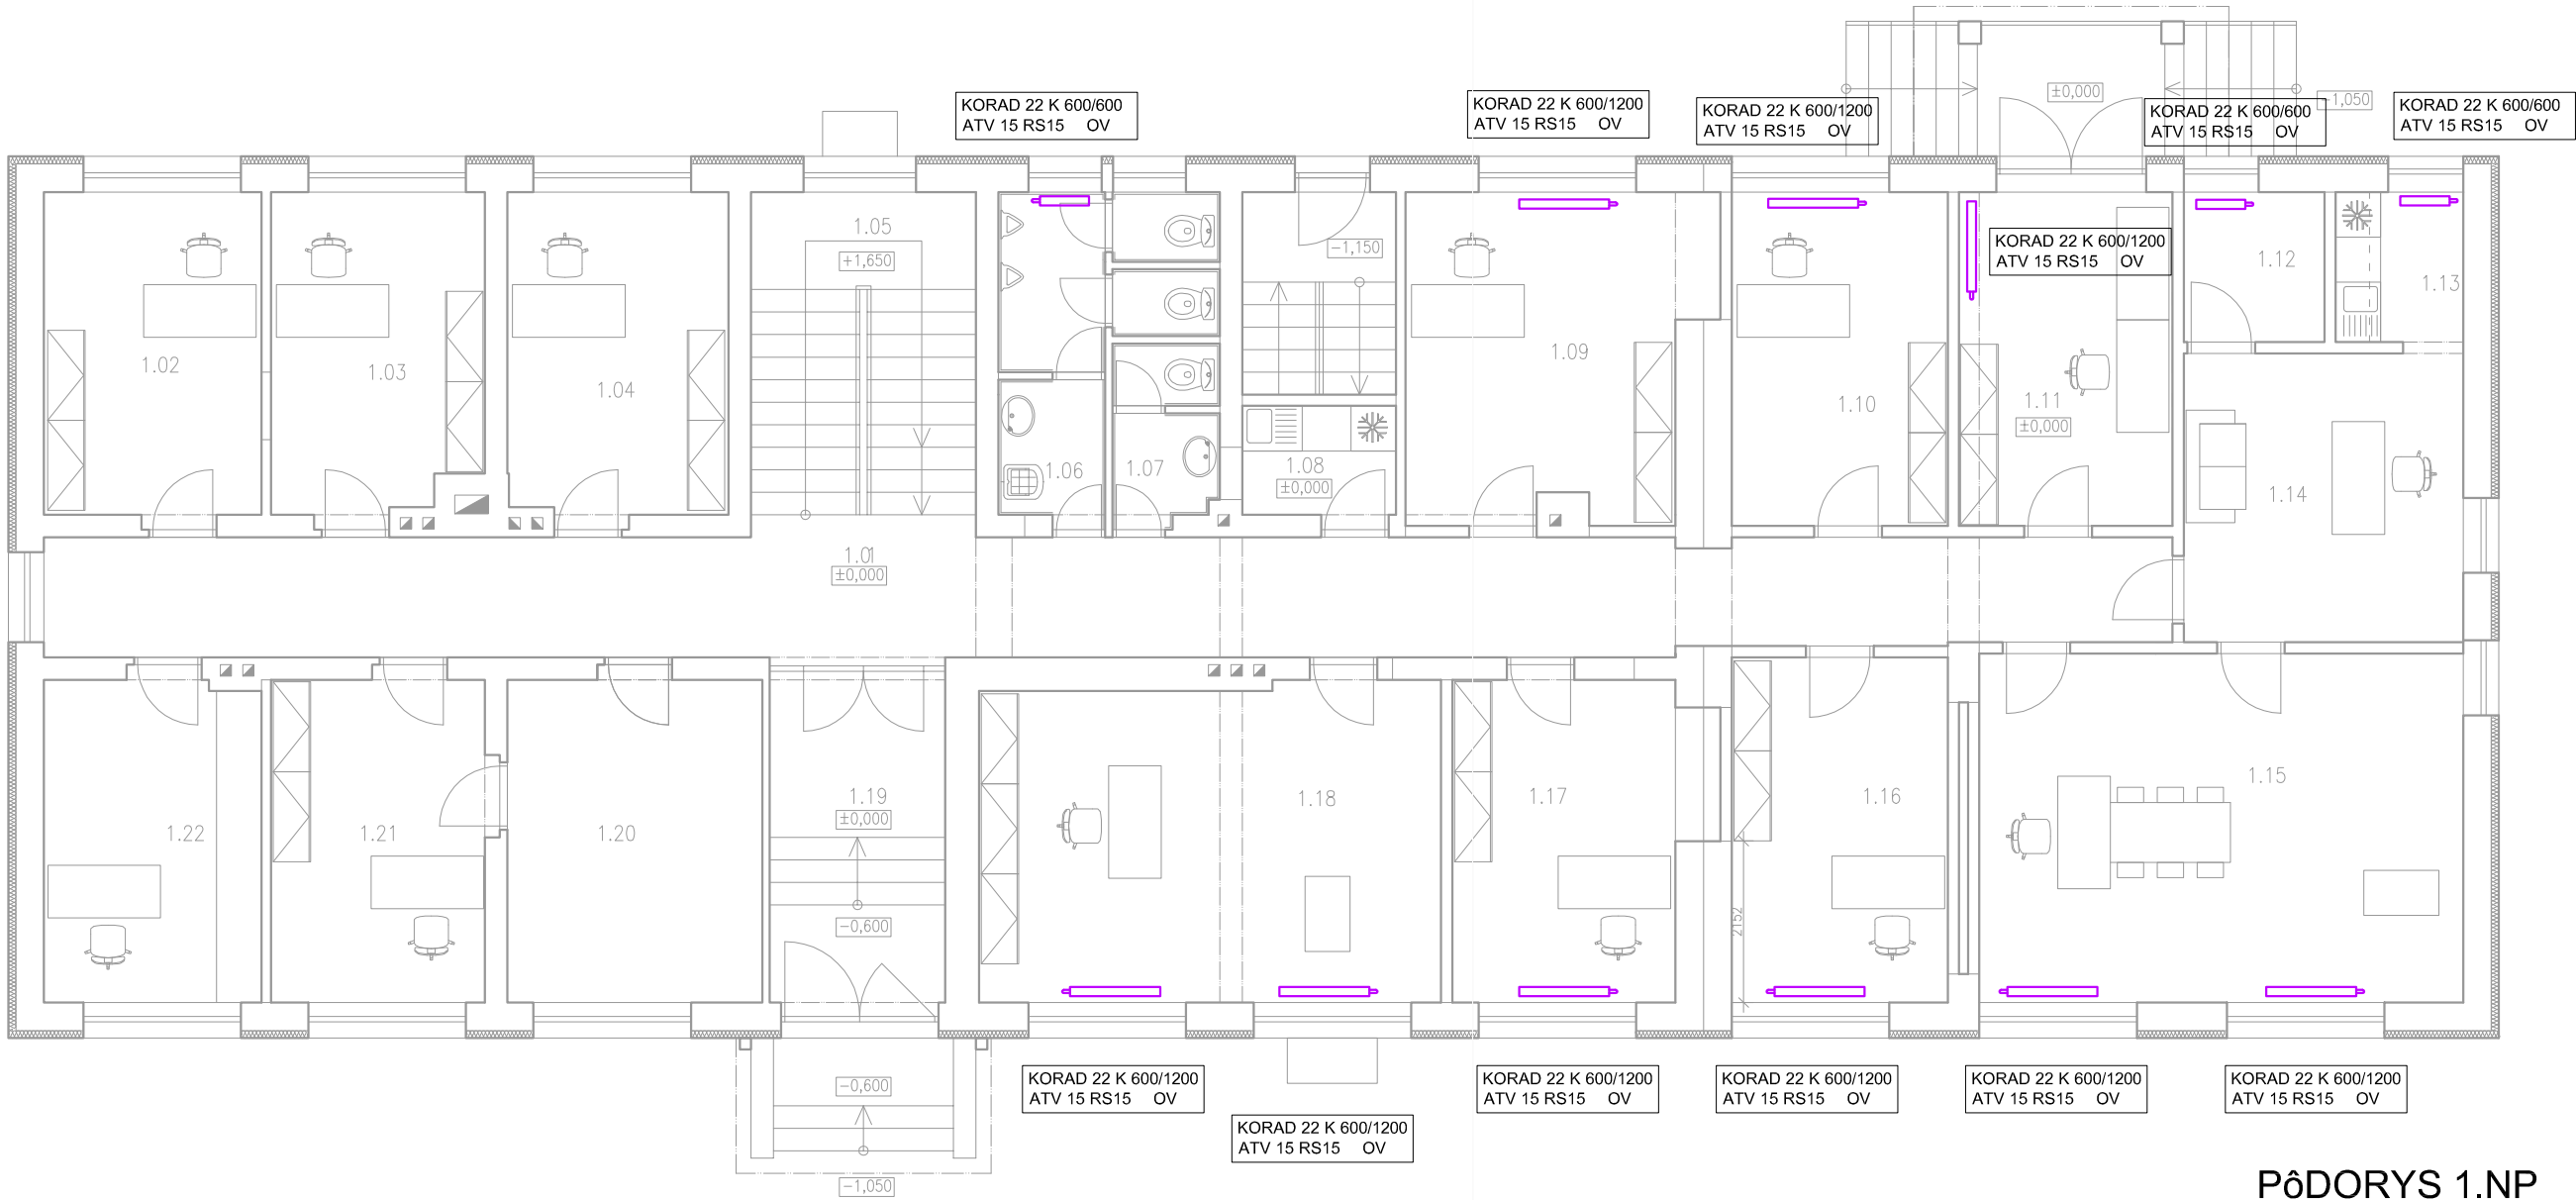 KORAD 22 K 600/600
ATV 15 RS15 OV
KORAD 22 K 600/1200
ATV 15 RS15 OV
KORAD 22 K 600/1200
ATV 15 RS15 OV
±0,000
KORAD 22 K 600/600
ATV 15 RS15 OV
-1,050
KORAD 22 K 600/600
ATV 15 RS15 OV
1.05
+1,650
-1,150
KORAD 22 K 600/1200
ATV 15 RS15 OV
1.12
1.13
1.02
1.03
1.04
1.09
1.10
1.11
±0,000
1.06
1.07
1.08
±0,000
1.14
1.01
±0,000
1.22
1.21
1.20
1.19
±0,000
1.18
1.17
1.16
1.15
-0,600
2152
-0,600
-1,050
KORAD 22 K 600/1200
ATV 15 RS15 OV
KORAD 22 K 600/1200
ATV 15 RS15 OV
KORAD 22 K 600/1200
ATV 15 RS15 OV
KORAD 22 K 600/1200
ATV 15 RS15 OV
KORAD 22 K 600/1200
ATV 15 RS15 OV
KORAD 22 K 600/1200
ATV 15 RS15 OV
PôDORYS 1.NP